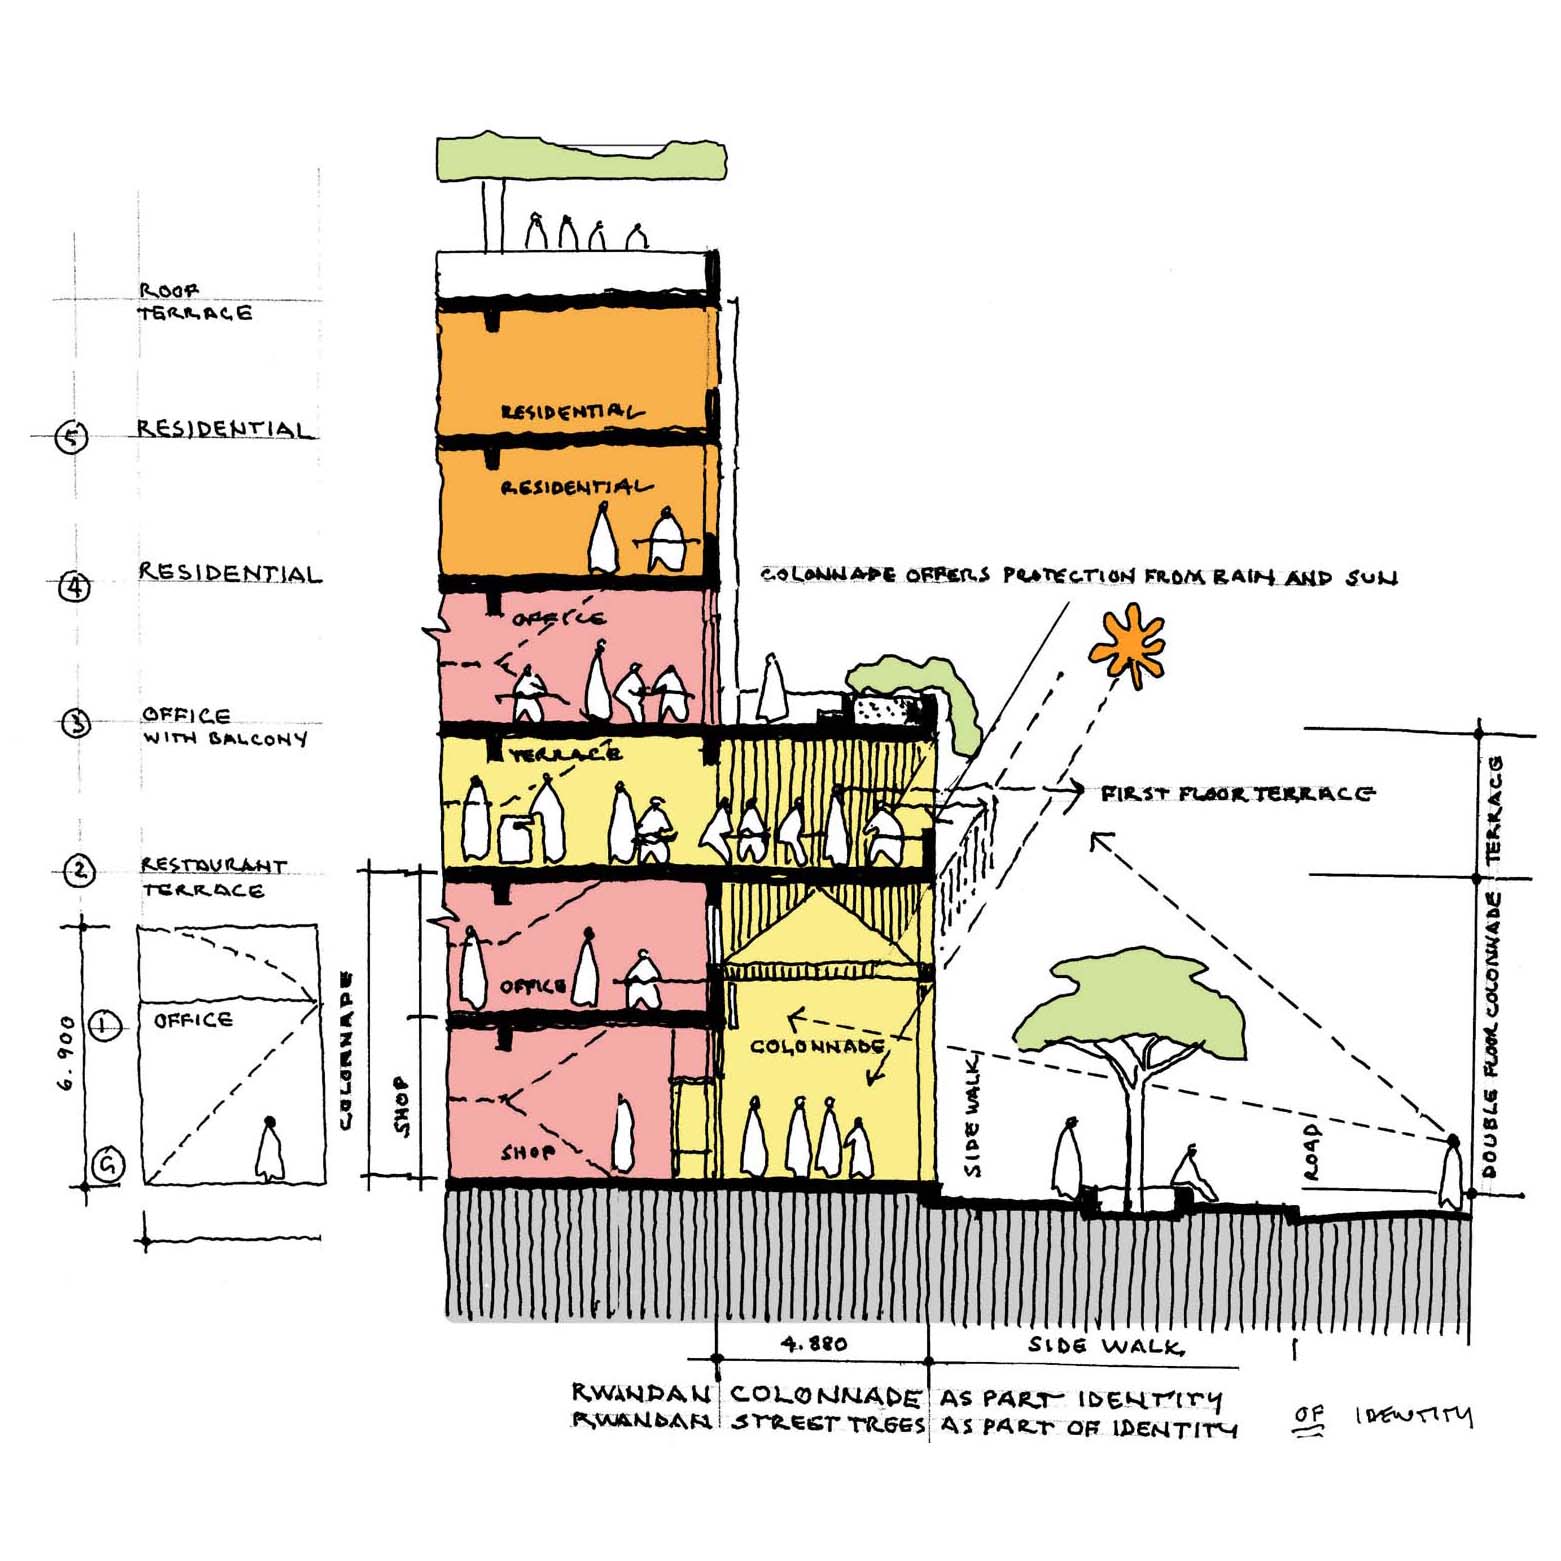 ROOF
TERRACE
5
RESIDENTIAL
4
RESIDENTIAL
3
OFFICE
WITH BALCONY
2
RESTAURANT
TERRACE
1
OFFICE
G
6.900
COLONNADE
SHOP
RESIDENTIAL
RESIDENTIAL
OFFICE
TERRACE
OFFICE
SHOP
COLONNADE
COLONNADE OFFERS PROTECTION FROM RAIN AND SUN
FIRST FLOOR TERRACE
SIDE WALK
ROAD
DOUBLE FLOOR COLONNADE TERRACE
4.880
SIDE WALK
RWANDAN COLONNADE AS PART IDENTITY
RWANDAN STREET TREES AS PART OF IDENTITY
OF IDENTITY